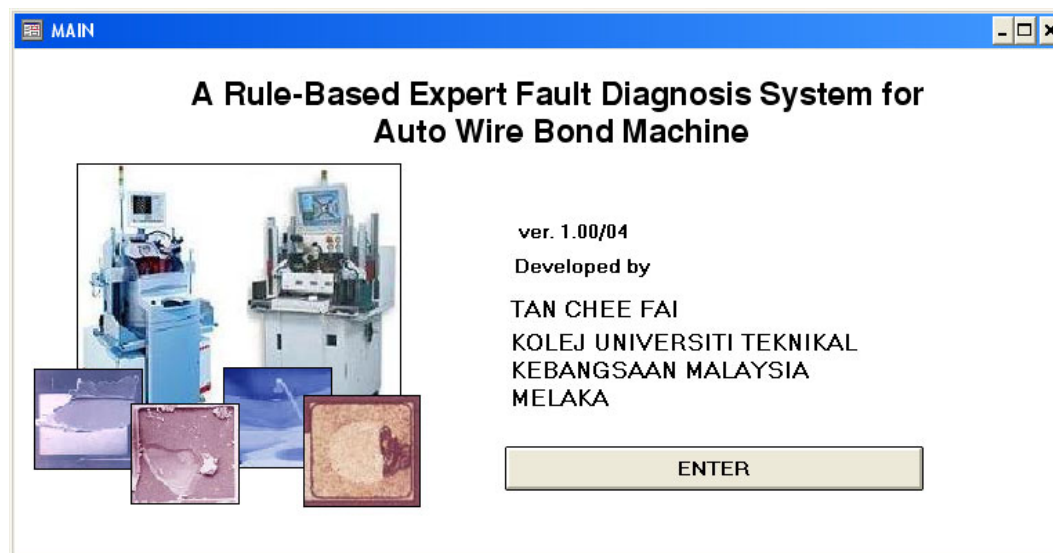 MAIN
A Rule-Based Expert Fault Diagnosis System for
Auto Wire Bond Machine
ver. 1.00/04
Developed by
TAN CHEE FAI
KOLEJ UNIVERSITI TEKNIKAL
KEBANGSAAN MALAYSIA
MELAKA
ENTER